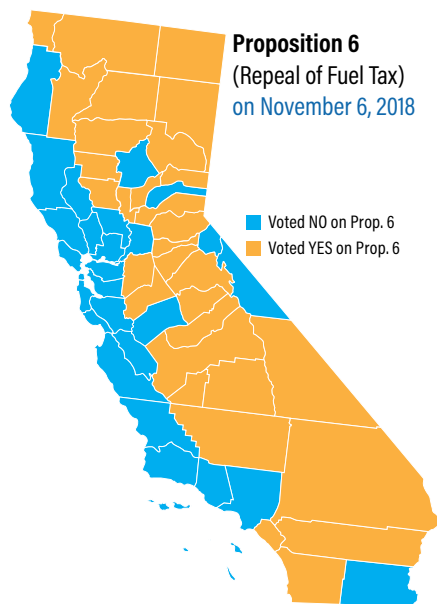 Proposition 6
(Repeal of Fuel Tax)
on November 6, 2018
Voted NO on Prop. 6
Voted YES on Prop. 6